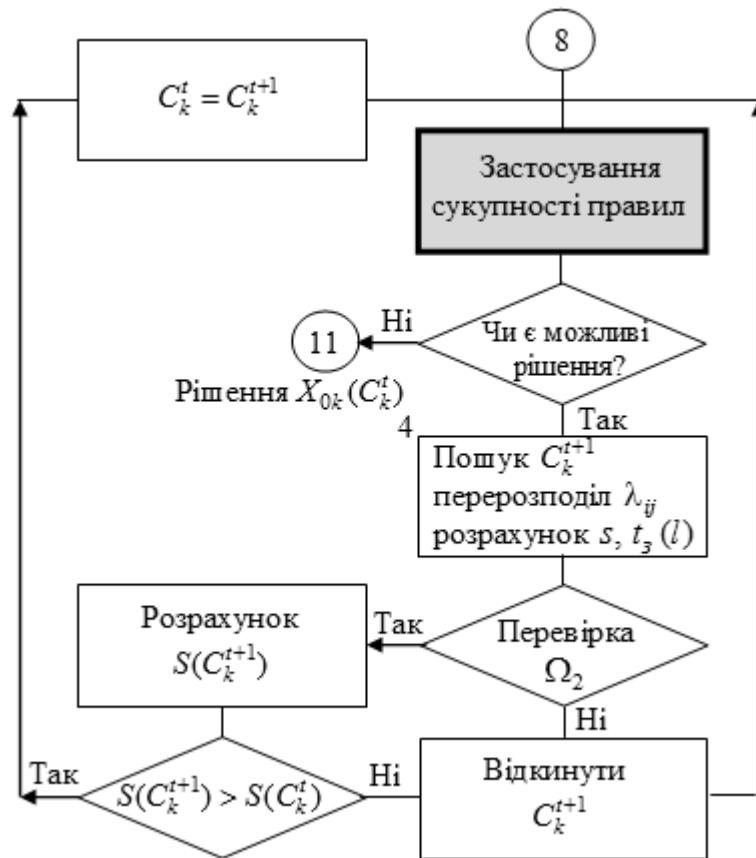 8
C_k^t = C_k^{t+1}
Застосування
сукупності правил
Ні
Чи є можливі
рішення?
11
Рішення X_{0k}(C_k^t)
Так
4
Пошук C_k^{t+1}
перерозподіл λ_{ij}
розрахунок s, t_з (l)
Розрахунок
S(C_k^{t+1})
Так
Перевірка
Ω_2
Ні
Так
S(C_k^{t+1}) > S(C_k^t)
Ні
Відкинути
C_k^{t+1}